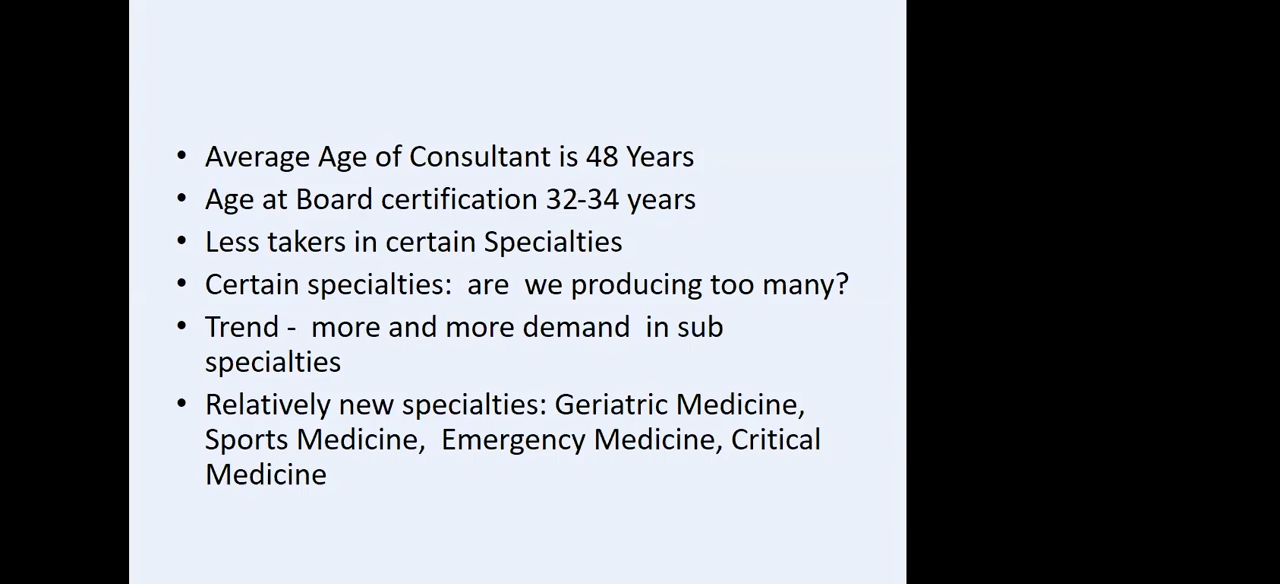 • Average Age of Consultant is 48 Years
• Age at Board certification 32-34 years
• Less takers in certain Specialties
• Certain specialties:  are  we producing too many?
• Trend -  more and more demand  in sub
specialties
• Relatively new specialties: Geriatric Medicine,
Sports Medicine,  Emergency Medicine, Critical
Medicine